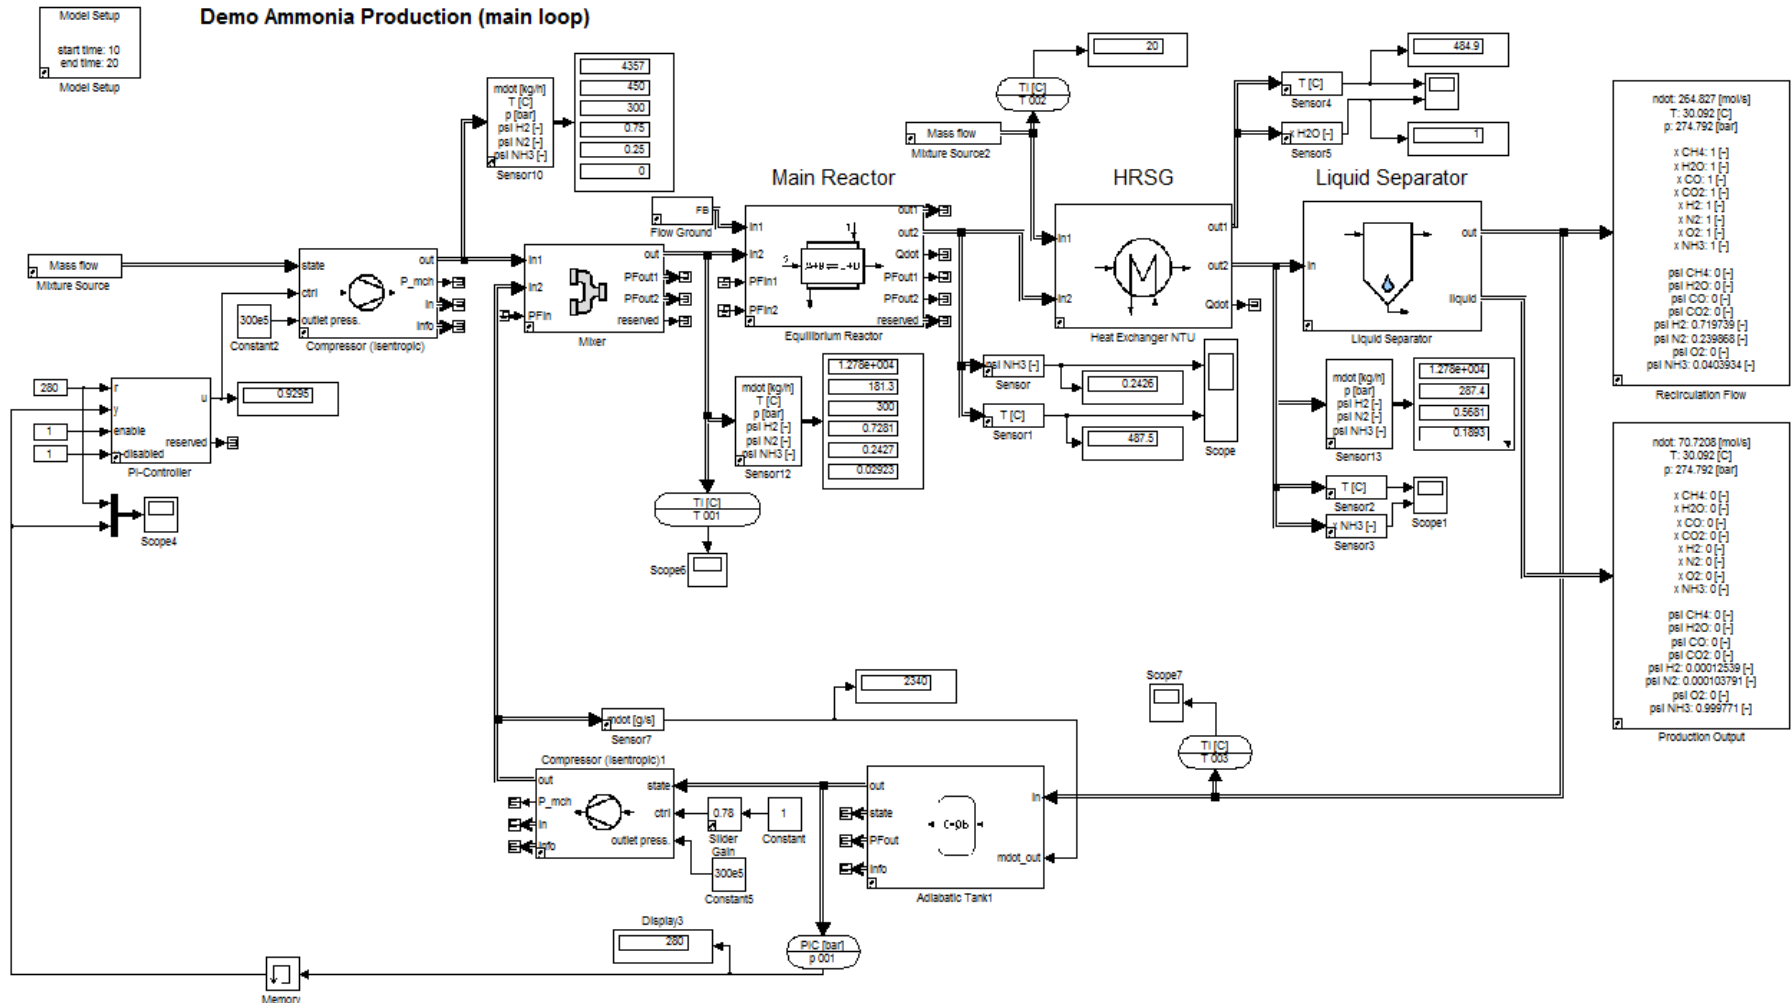 Demo Ammonia Production (main loop)
Model Setup
start time: 10
end time: 20
Model Setup
mdot [kg/h]
T [C]
p [bar]
psi H2 [-]
psi N2 [-]
psi NH3 [-]
Sensor10
4357
450
300
0.75
0.25
0
TI [C]
T 002
20
Mass flow
Mixture Source2
T [C]
Sensor4
484.9
x H2O [-]
Sensor5
1
Main Reactor
HRSG
Liquid Separator
FB
Flow Ground
Mass flow
Mixture Source
state
ctrl
outlet press.
out
P_mch
in
info
Compressor (isentropic)
300e5
Constant2
In1
In2
PFin
out
PFout1
PFout2
reserved
Mixer
In1
In2
PFin1
PFin2
1
2
A+B
C+D
out1
out2
Qdot
PFout1
PFout2
reserved
Equilibrium Reactor
In1
In2
out1
out2
Qdot
Heat Exchanger NTU
in
out
liquid
Liquid Separator
ndot: 264.827 [mol/s]
T: 30.092 [C]
p: 274.792 [bar]
x CH4: 1 [-]
x H2O: 1 [-]
x CO: 1 [-]
x CO2: 1 [-]
x H2: 1 [-]
x N2: 1 [-]
x O2: 1 [-]
x NH3: 1 [-]
psi CH4: 0 [-]
psi H2O: 0 [-]
psi CO: 0 [-]
psi CO2: 0 [-]
psi H2: 0.719739 [-]
psi N2: 0.239868 [-]
psi O2: 0 [-]
psi NH3: 0.0403934 [-]
Recirculation Flow
280
1
1
r
y
enable
disabled
u
reserved
PI-Controller
0.9295
Scope4
mdot [kg/h]
T [C]
p [bar]
psi H2 [-]
psi N2 [-]
psi NH3 [-]
Sensor12
1.278e+004
181.3
300
0.7281
0.2427
0.02923
TI [C]
T 001
Scope6
psi NH3 [-]
Sensor
0.2426
T [C]
Sensor1
487.5
Scope
mdot [kg/h]
p [bar]
psi H2 [-]
psi N2 [-]
psi NH3 [-]
Sensor13
1.278e+004
287.4
0.5681
0.1893
T [C]
Sensor2
x NH3 [-]
Sensor3
Scope1
ndot: 70.7208 [mol/s]
T: 30.092 [C]
p: 274.792 [bar]
x CH4: 0 [-]
x H2O: 0 [-]
x CO: 0 [-]
x CO2: 0 [-]
x H2: 0 [-]
x N2: 0 [-]
x O2: 0 [-]
x NH3: 0 [-]
psi CH4: 0 [-]
psi H2O: 0 [-]
psi CO: 0 [-]
psi CO2: 0 [-]
psi H2: 0.00012539 [-]
psi N2: 0.000103791 [-]
psi O2: 0 [-]
psi NH3: 0.999771 [-]
Production Output
2340
mdot [g/s]
Sensor7
Scope7
TI [C]
T 003
Compressor (isentropic)1
out
P_mch
in
info
state
ctrl
outlet press.
0.78
Slider
Gain
1
Constant
300e5
Constant5
out
state
PFout
info
in
mdot_out
Adiabatic Tank1
Display3
280
PIC [bar]
p 001
Memory